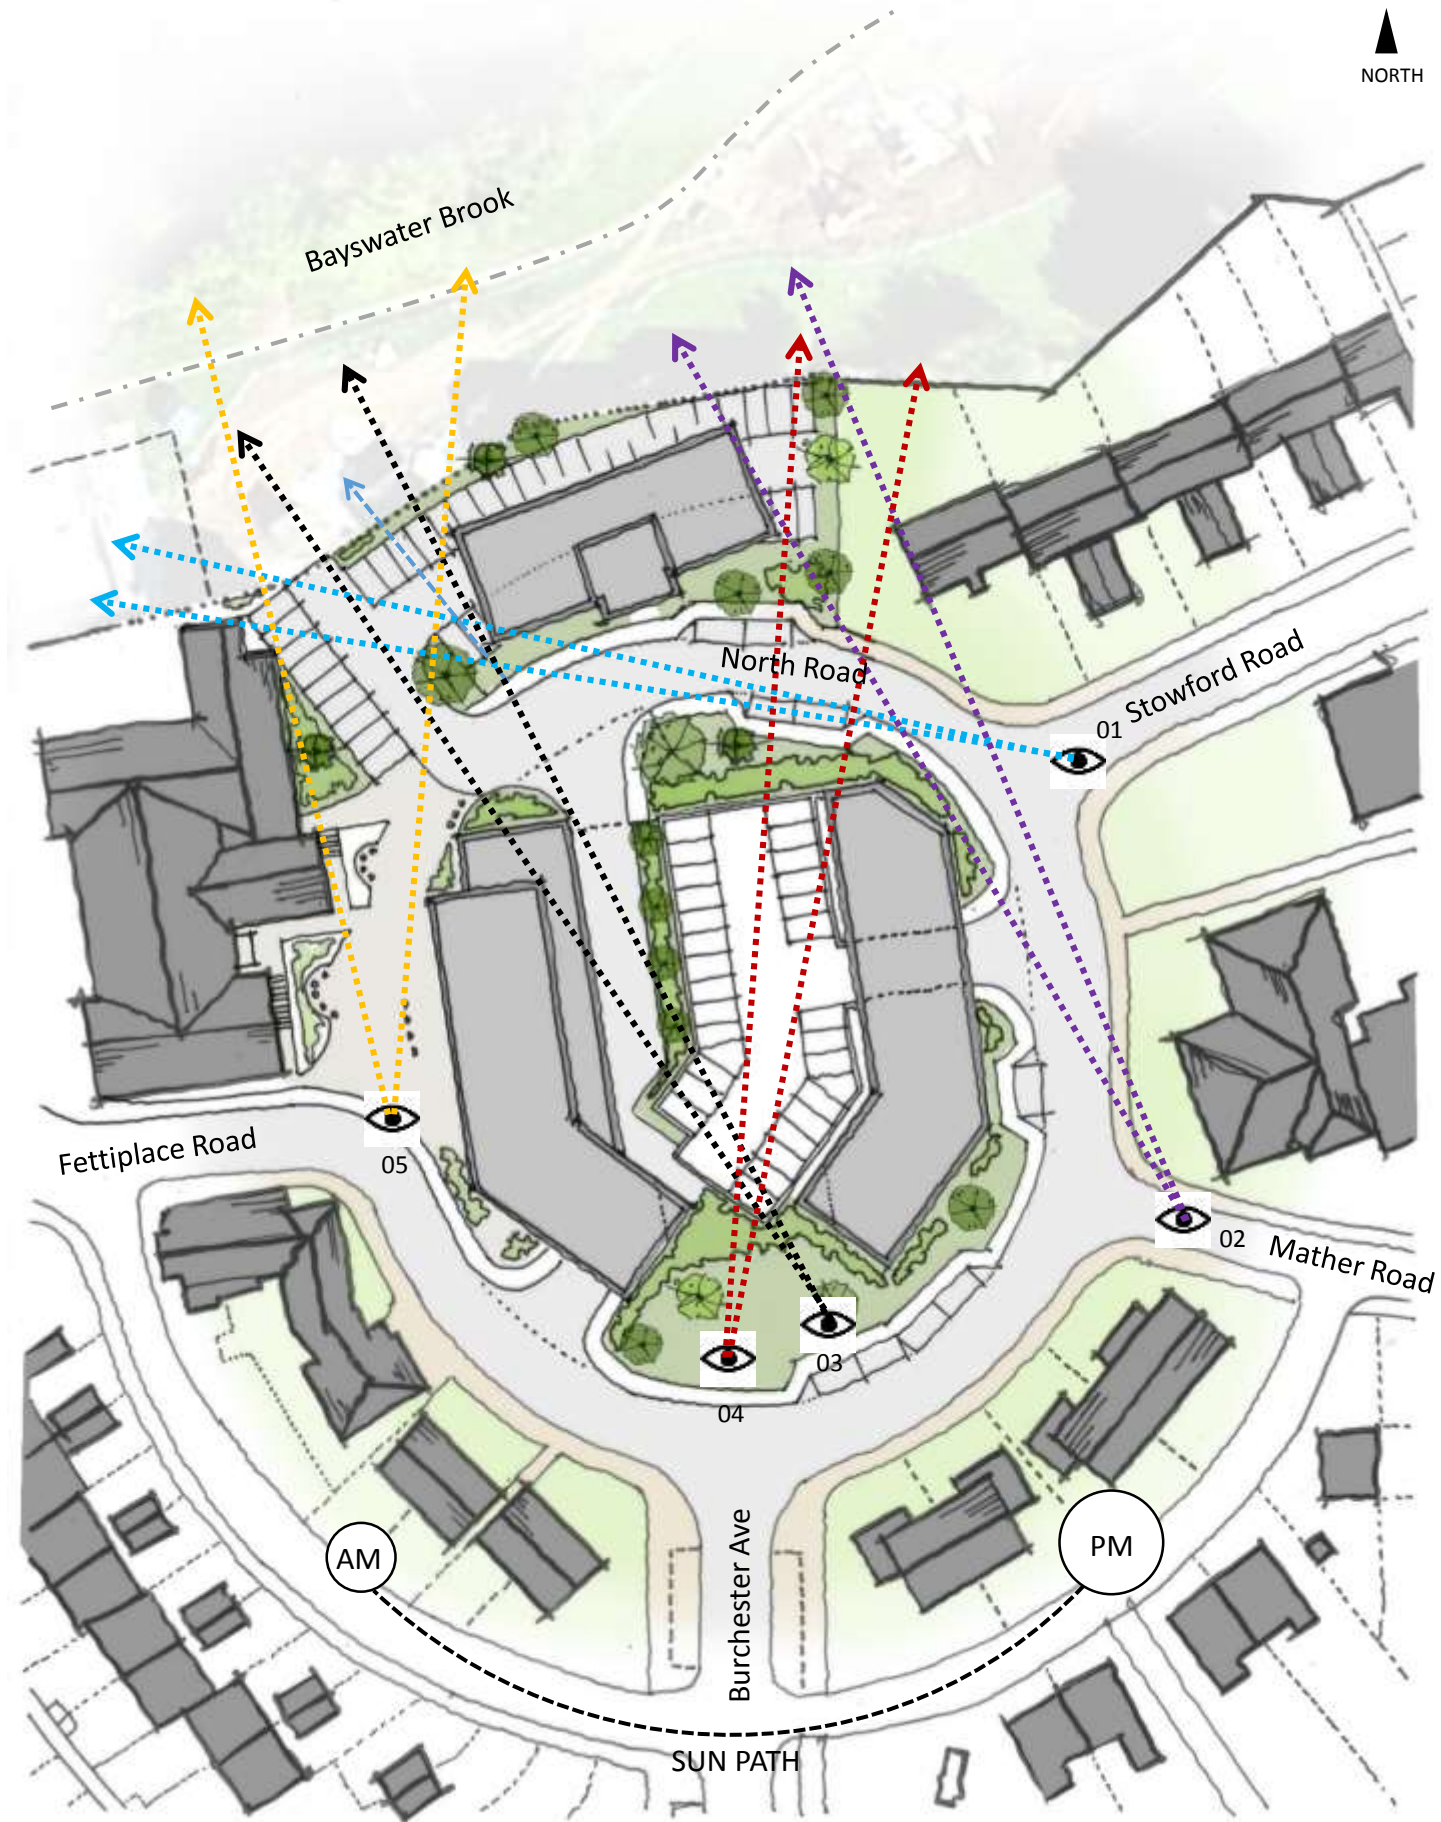 NORTH
Bayswater Brook
North Road
Stowford Road
01
Fettiplace Road
05
02
Mather Road
03
04
AM
PM
Burchester Ave
SUN PATH